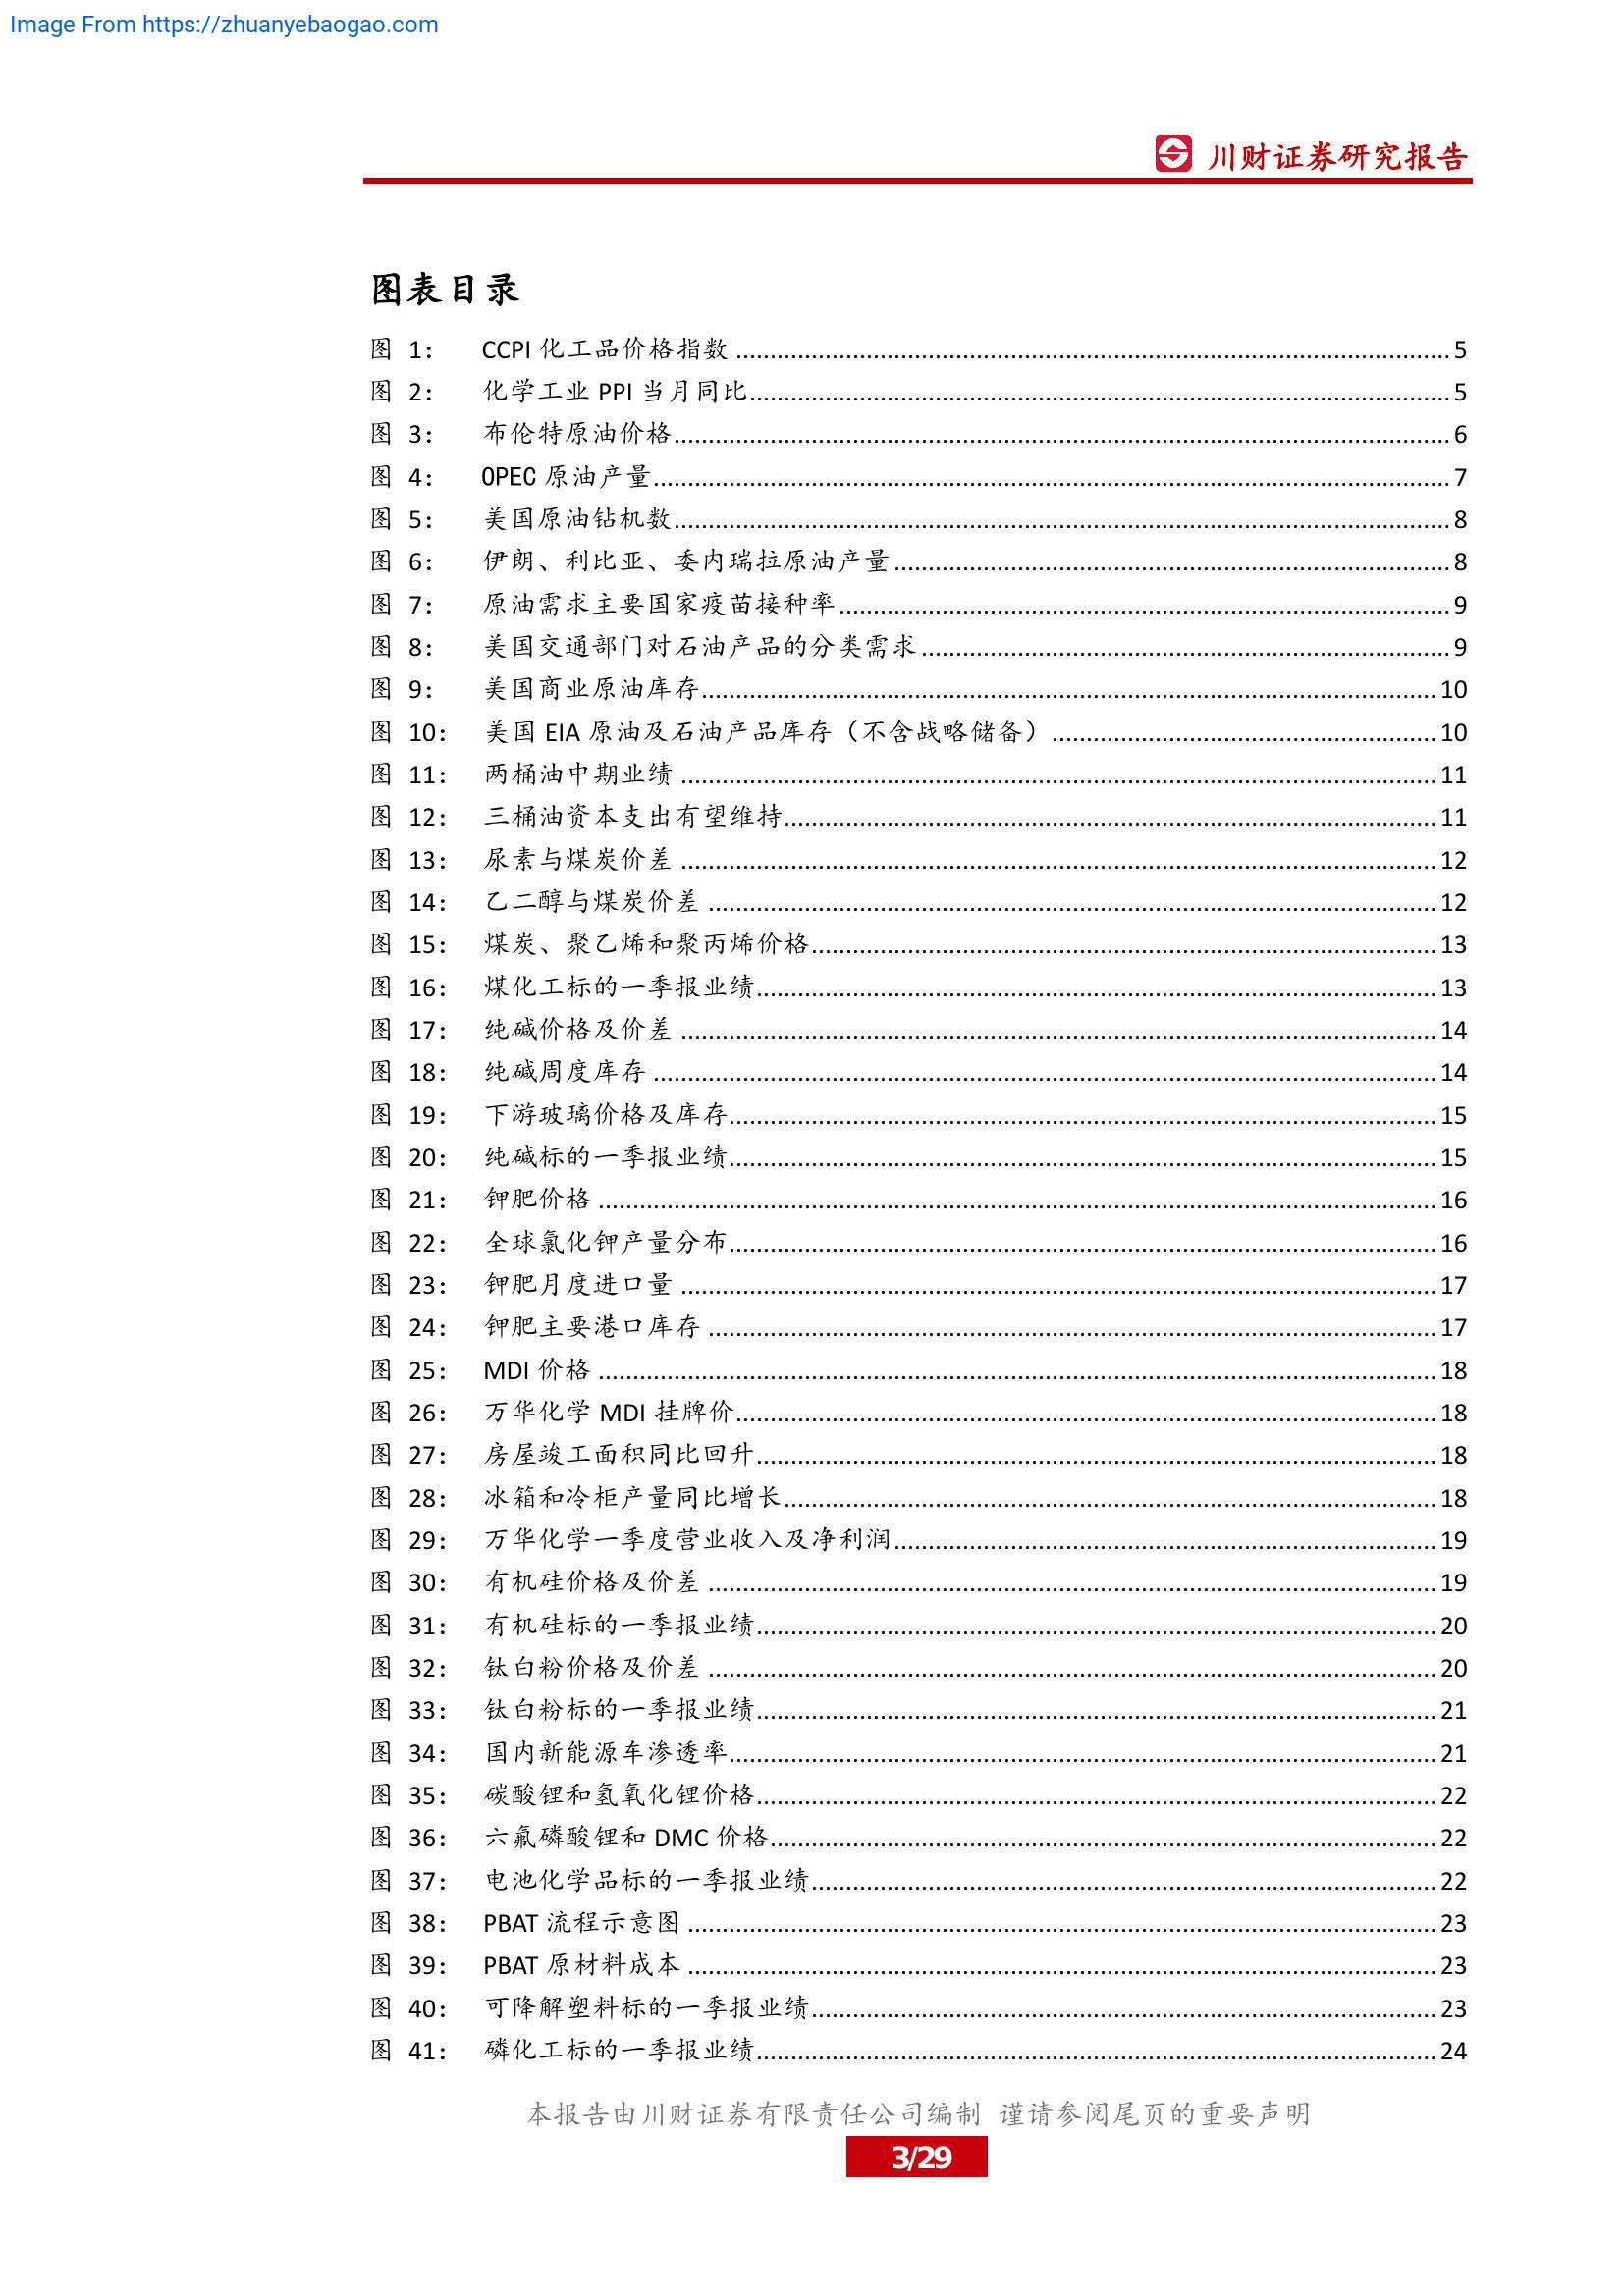 Image From https://zhuanyebaogao.com
川财证券研究报告
图表目录
图 1： CCPI 化工品价格指数 5
图 2： 化学工业 PPI 当月同比 5
图 3： 布伦特原油价格 6
图 4： OPEC 原油产量 7
图 5： 美国原油钻机数 8
图 6： 伊朗、利比亚、委内瑞拉原油产量 8
图 7： 原油需求主要国家疫苗接种率 9
图 8： 美国交通部门对石油产品的分类需求 9
图 9： 美国商业原油库存 10
图 10： 美国 EIA 原油及石油产品库存（不含战略储备） 10
图 11： 两桶油中期业绩 11
图 12： 三桶油资本支出有望维持 11
图 13： 尿素与煤炭价差 12
图 14： 乙二醇与煤炭价差 12
图 15： 煤炭、聚乙烯和聚丙烯价格 13
图 16： 煤化工标的一季报业绩 13
图 17： 纯碱价格及价差 14
图 18： 纯碱周度库存 14
图 19： 下游玻璃价格及库存 15
图 20： 纯碱标的一季报业绩 15
图 21： 钾肥价格 16
图 22： 全球氯化钾产量分布 16
图 23： 钾肥月度进口量 17
图 24： 钾肥主要港口库存 17
图 25： MDI 价格 18
图 26： 万华化学 MDI 挂牌价 18
图 27： 房屋竣工面积同比回升 18
图 28： 冰箱和冷柜产量同比增长 18
图 29： 万华化学一季度营业收入及净利润 19
图 30： 有机硅价格及价差 19
图 31： 有机硅标的一季报业绩 20
图 32： 钛白粉价格及价差 20
图 33： 钛白粉标的一季报业绩 21
图 34： 国内新能源车渗透率 21
图 35： 碳酸锂和氢氧化锂价格 22
图 36： 六氟磷酸锂和 DMC 价格 22
图 37： 电池化学品标的一季报业绩 22
图 38： PBAT 流程示意图 23
图 39： PBAT 原材料成本 23
图 40： 可降解塑料标的一季报业绩 23
图 41： 磷化工标的一季报业绩 24
本报告由川财证券有限责任公司编制 谨请参阅尾页的重要声明
3/29